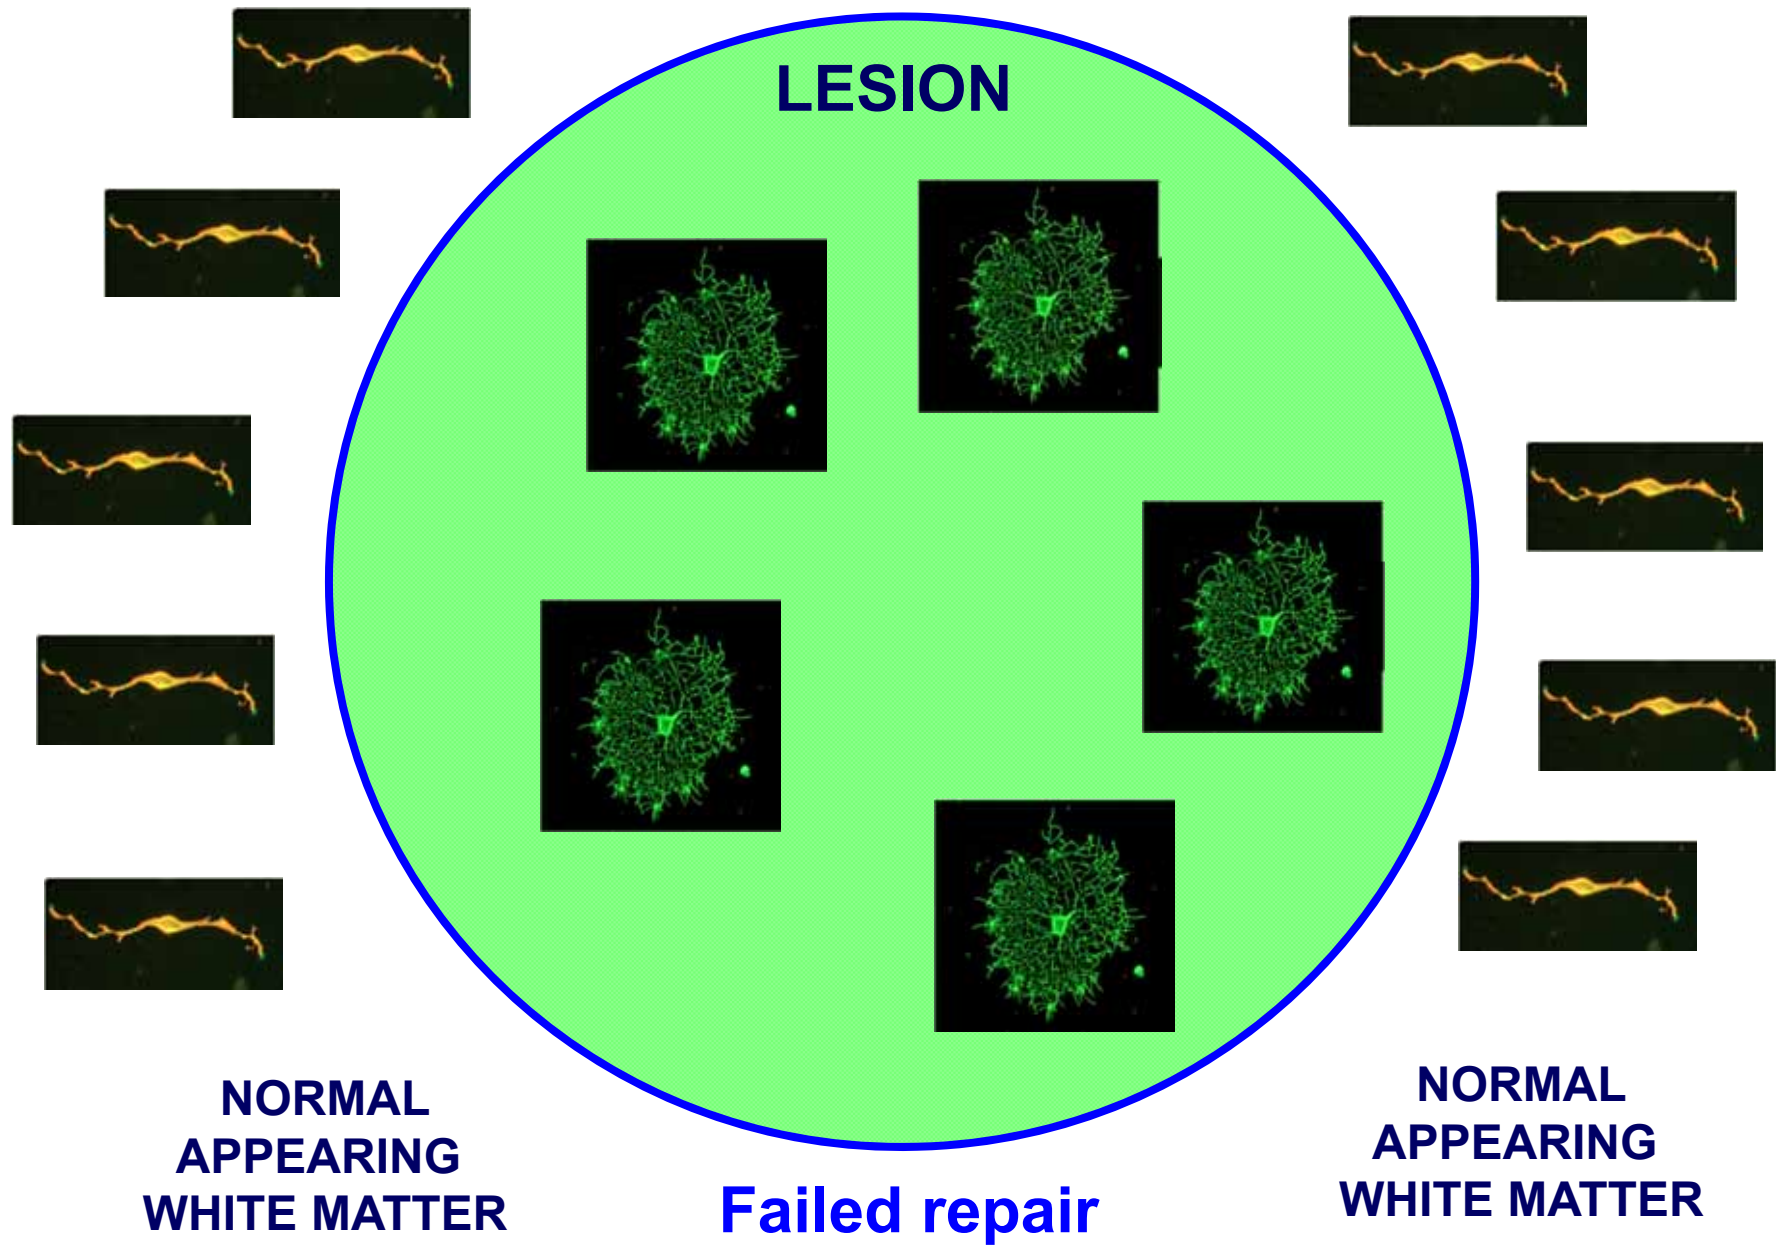 LESION
NORMAL
APPEARING
WHITE MATTER
Failed repair
NORMAL
APPEARING
WHITE MATTER